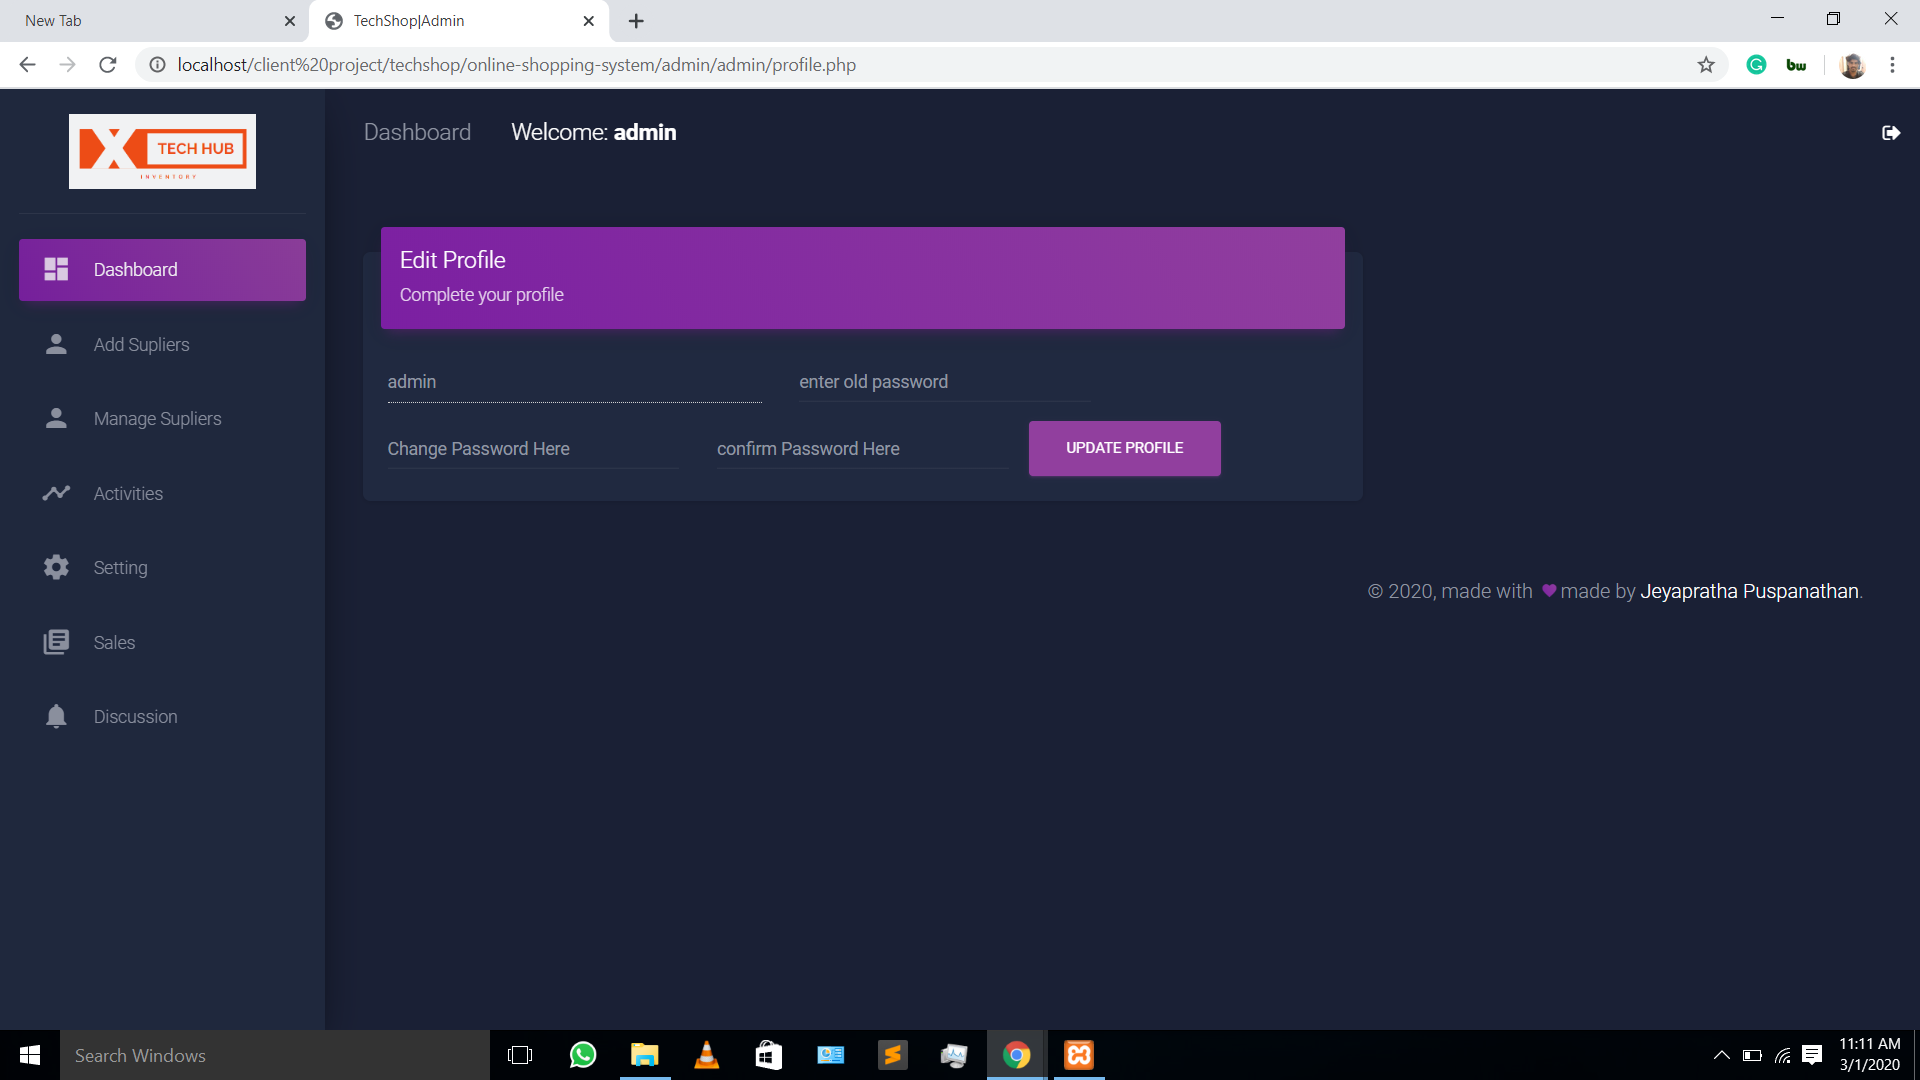 New Tab
TechShop|Admin
localhost/client%20project/techshop/online-shopping-system/admin/admin/profile.php
bw
X TECH HUB
INVENTORY
Dashboard
Welcome: admin
Dashboard
Add Supliers
Manage Supliers
Activities
Setting
Sales
Discussion
Edit Profile
Complete your profile
admin
enter old password
Change Password Here
confirm Password Here
UPDATE PROFILE
© 2020, made with made by Jeyapratha Puspanathan.
Search Windows
11:11 AM
3/1/2020